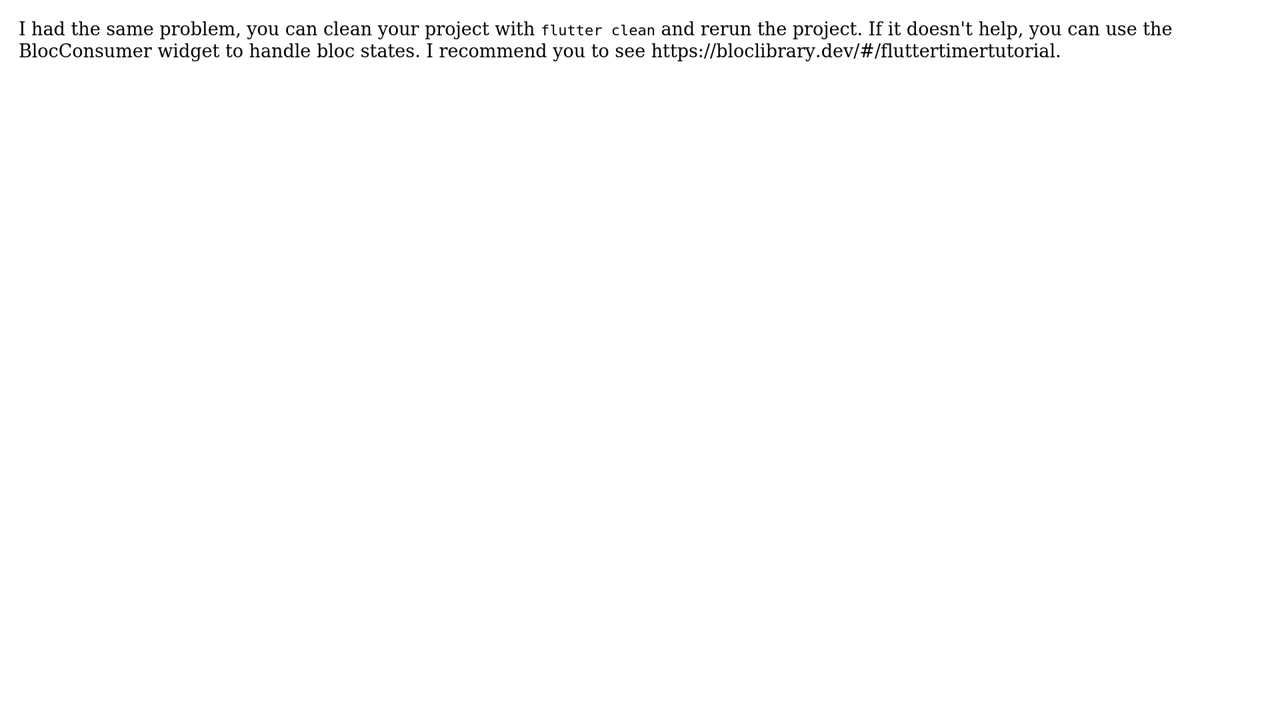 I had the same problem, you can clean your project with flutter clean and rerun the project. If it doesn't help, you can use the
BlocConsumer widget to handle bloc states. I recommend you to see https://bloclibrary.dev/#/fluttertimertutorial.